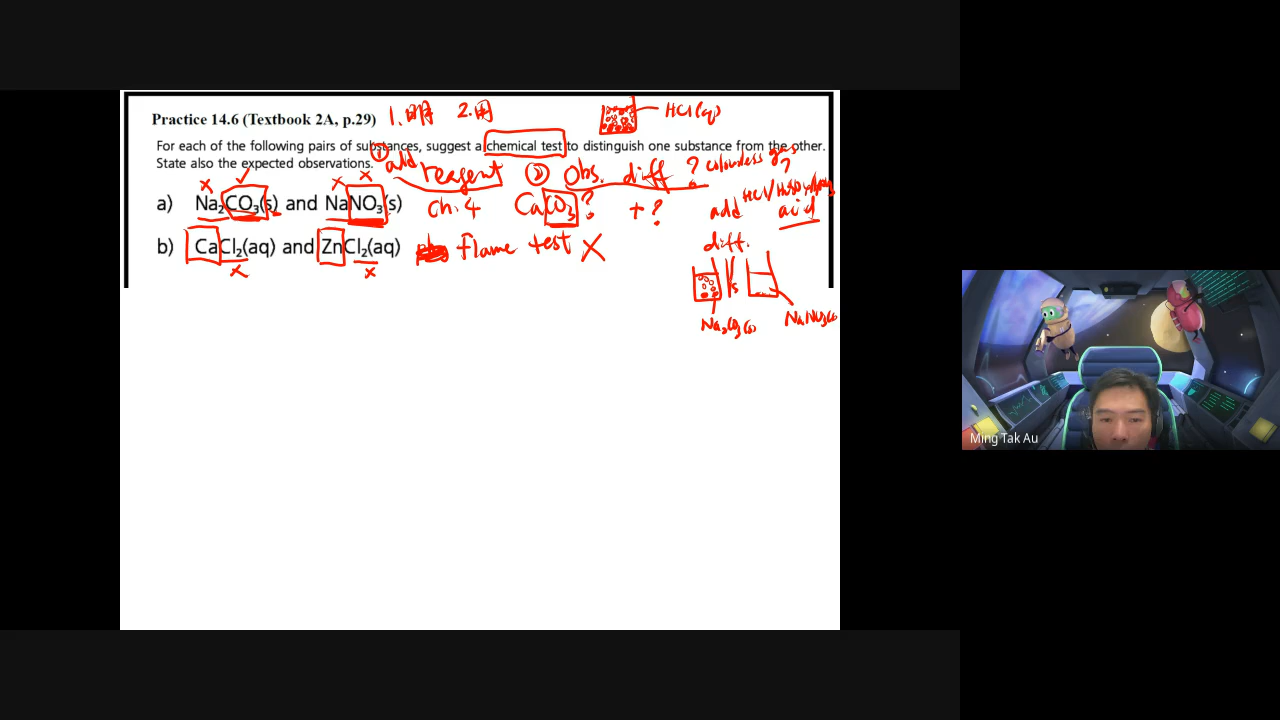 Practice 14.6 (Textbook 2A, p.29) 1. 2. 用 HCl(aq)
For each of the following pairs of substances, suggest a chemical test to distinguish one substance from the other.
State also the expected observations. ① add reagent ② Obs. diff ? colourless gas?
a) Na₂CO₃(s) and NaNO₃(s) ch. 4 CaCO₃? + ? add HCl/ acid
b) CaCl₂(aq) and ZnCl₂(aq) flame test X diff.
Na₂CO₃(s) NaNO₃(s)
Ming Tak Au